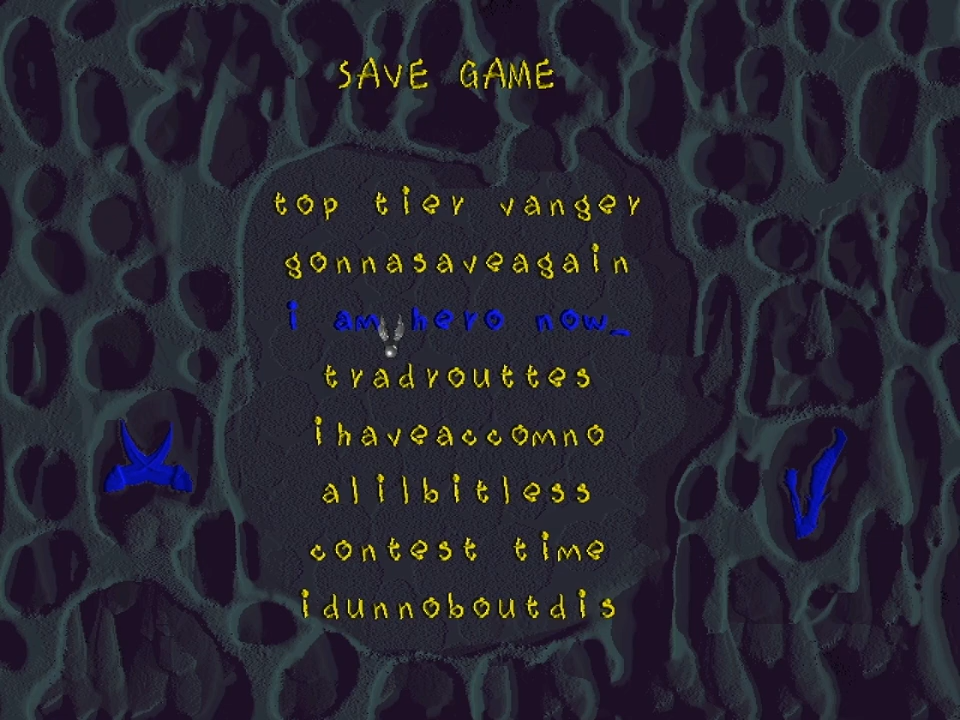 SAVE GAME
top tier vanger
gonnasaveagain
i am hero now_
tradrouttes
ihaveaccomno
alilbitless
contest time
idunnoboutdis